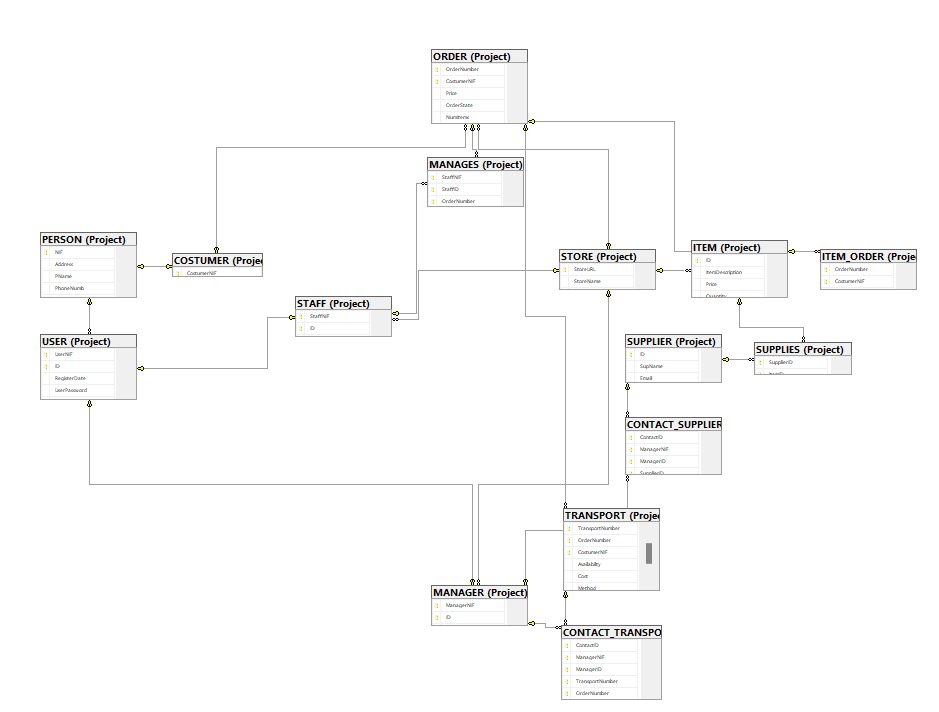 ORDER (Project)
OrderNumber
CostumerNIF
Price
OrderState
NumItems
MANAGES (Project)
StaffNIF
StaffID
OrderNumber
PERSON (Project)
NIF
Address
PName
PhoneNumb
COSTUMER (Projec
CostumerNIF
STORE (Project)
StoreURL
StoreName
ITEM (Project)
ID
ItemDescription
Price
Quantity
ITEM_ORDER (Proje
OrderNumber
CostumerNIF
STAFF (Project)
StaffNIF
ID
USER (Project)
UserNIF
ID
RegisterDate
UserPassword
SUPPLIER (Project)
ID
SupName
Email
SUPPLIES (Project)
SupplierID
ItemID
CONTACT_SUPPLIER
ContactID
ManagerNIF
ManagerID
SupplierID
TRANSPORT (Projec
TransportNumber
OrderNumber
CostumerNIF
Availability
Cost
Method
MANAGER (Project)
ManagerNIF
ID
CONTACT_TRANSPO
ContactID
ManagerNIF
ManagerID
TransportNumber
OrderNumber